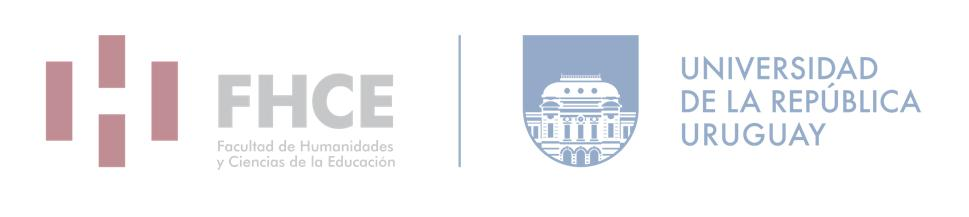 FHCE
Facultad de Humanidades
y Ciencias de la Educación
UNIVERSIDAD
DE LA REPÚBLICA
URUGUAY